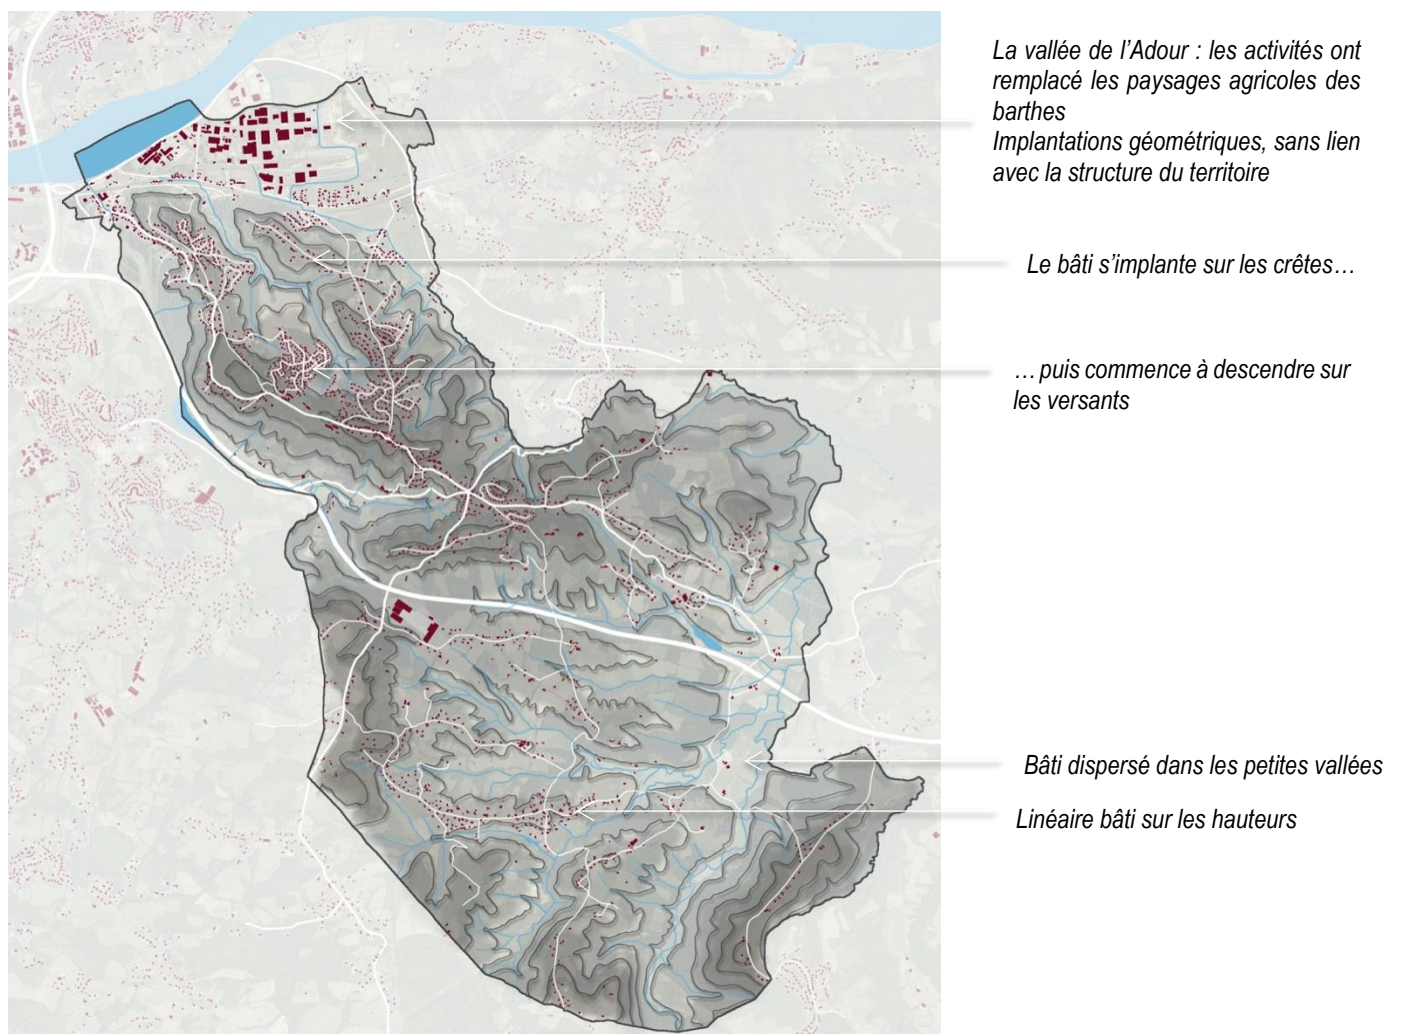 La vallée de l’Adour : les activités ont
remplacé les paysages agricoles des
barthes
Implantations géométriques, sans lien
avec la structure du territoire
Le bâti s’implante sur les crêtes…
… puis commence à descendre sur
les versants
Bâti dispersé dans les petites vallées
Linéaire bâti sur les hauteurs